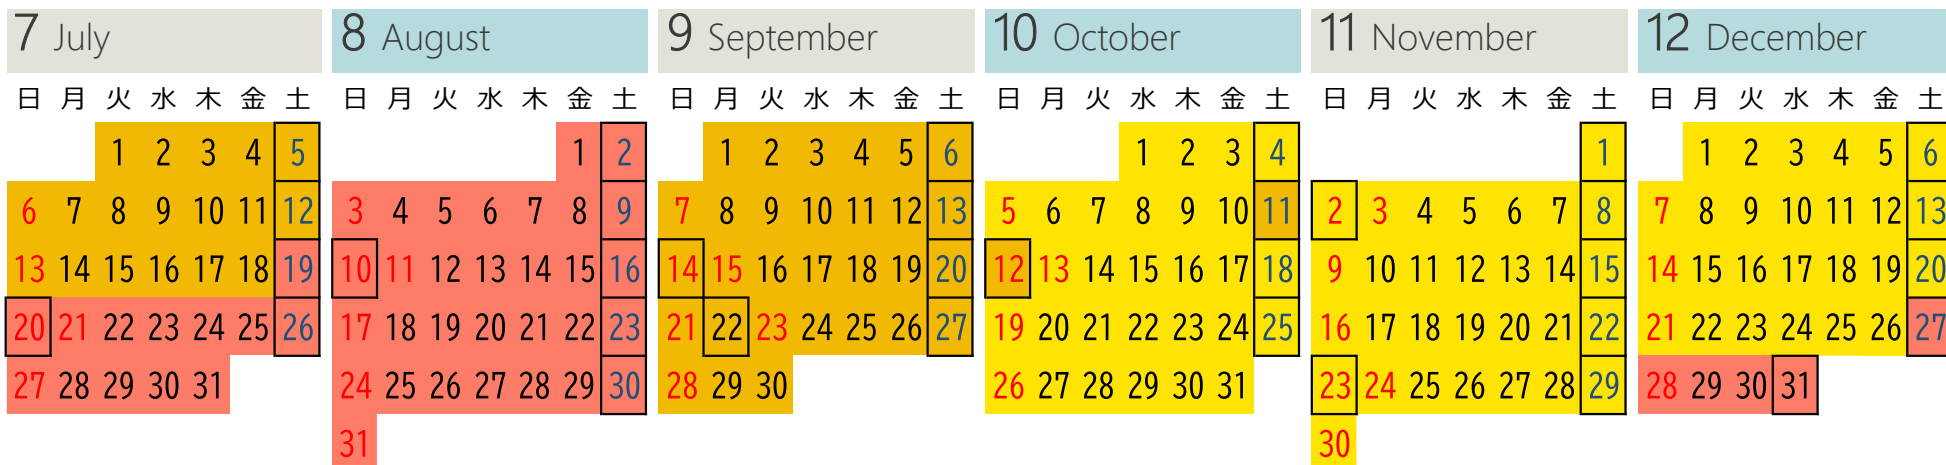 7 July 8 August 9 September 10 October 11 November 12 December
日 月 火 水 木 金 土 日 月 火 水 木 金 土 日 月 火 水 木 金 土 日 月 火 水 木 金 土 日 月 火 水 木 金 土 日 月 火 水 木 金 土
1 2 3 4 5 1 2 1 2 3 4 5 6 1 2 3 4 1 1 2 3 4 5 6
6 7 8 9 10 11 12 3 4 5 6 7 8 9 7 8 9 10 11 12 13 5 6 7 8 9 10 11 2 3 4 5 6 7 8 7 8 9 10 11 12 13
13 14 15 16 17 18 19 10 11 12 13 14 15 16 14 15 16 17 18 19 20 12 13 14 15 16 17 18 9 10 11 12 13 14 15 14 15 16 17 18 19 20
20 21 22 23 24 25 26 17 18 19 20 21 22 23 21 22 23 24 25 26 27 19 20 21 22 23 24 25 16 17 18 19 20 21 22 21 22 23 24 25 26 27
27 28 29 30 31 24 25 26 27 28 29 30 28 29 30 26 27 28 29 30 31 23 24 25 26 27 28 29 28 29 30 31
31 30